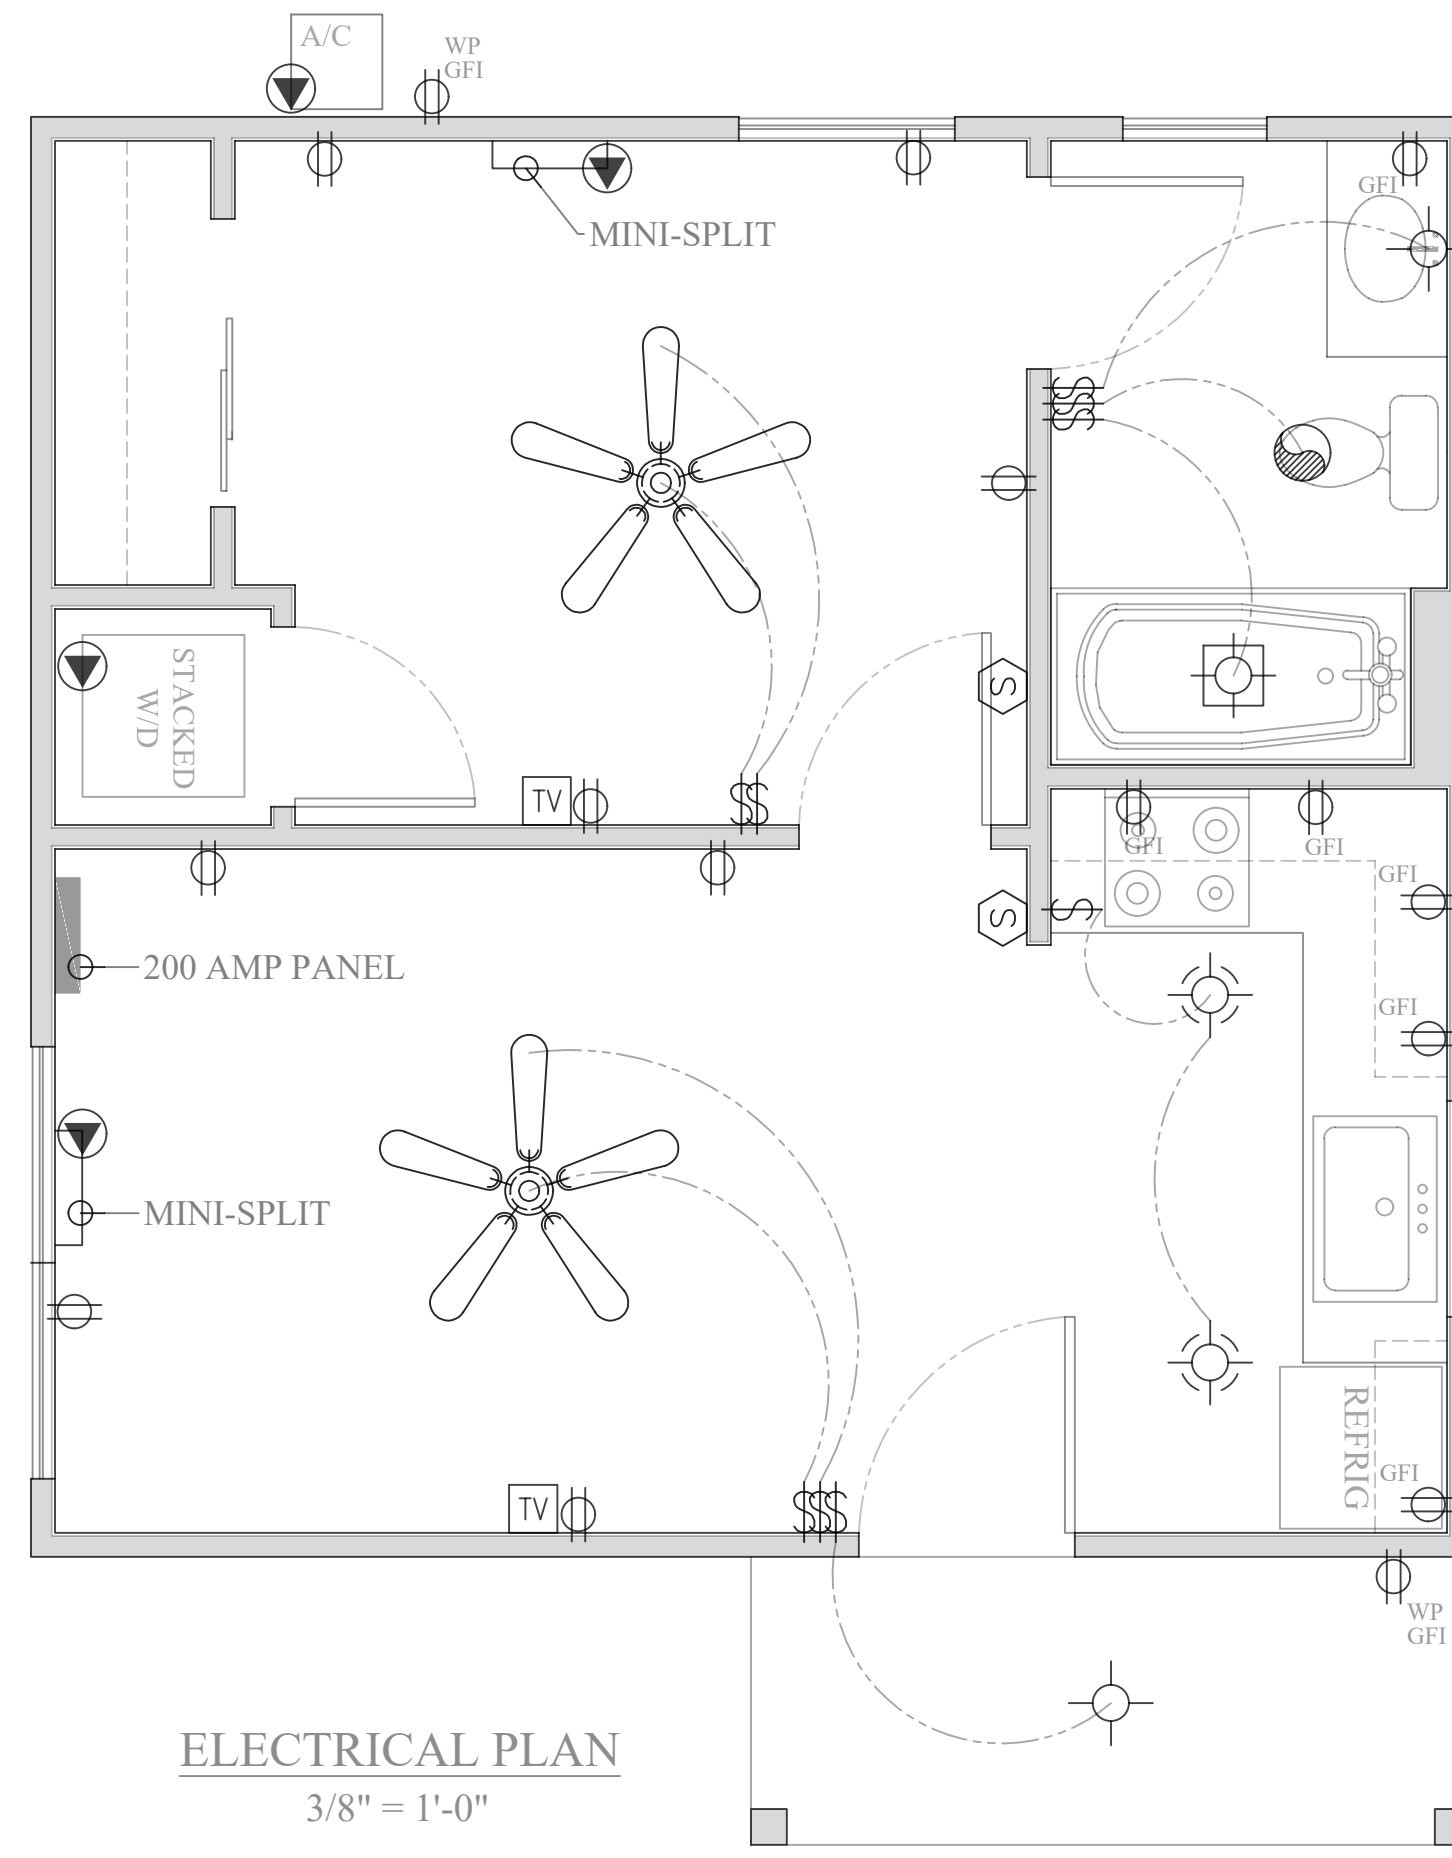 A/C
WP
GFI
GFI
MINI-SPLIT
STACKED
W/D
S
TV
GFI
GFI
GFI
S
200 AMP PANEL
GFI
MINI-SPLIT
REFRIG
GFI
TV
WP
GFI
ELECTRICAL PLAN
3/8" = 1'-0"